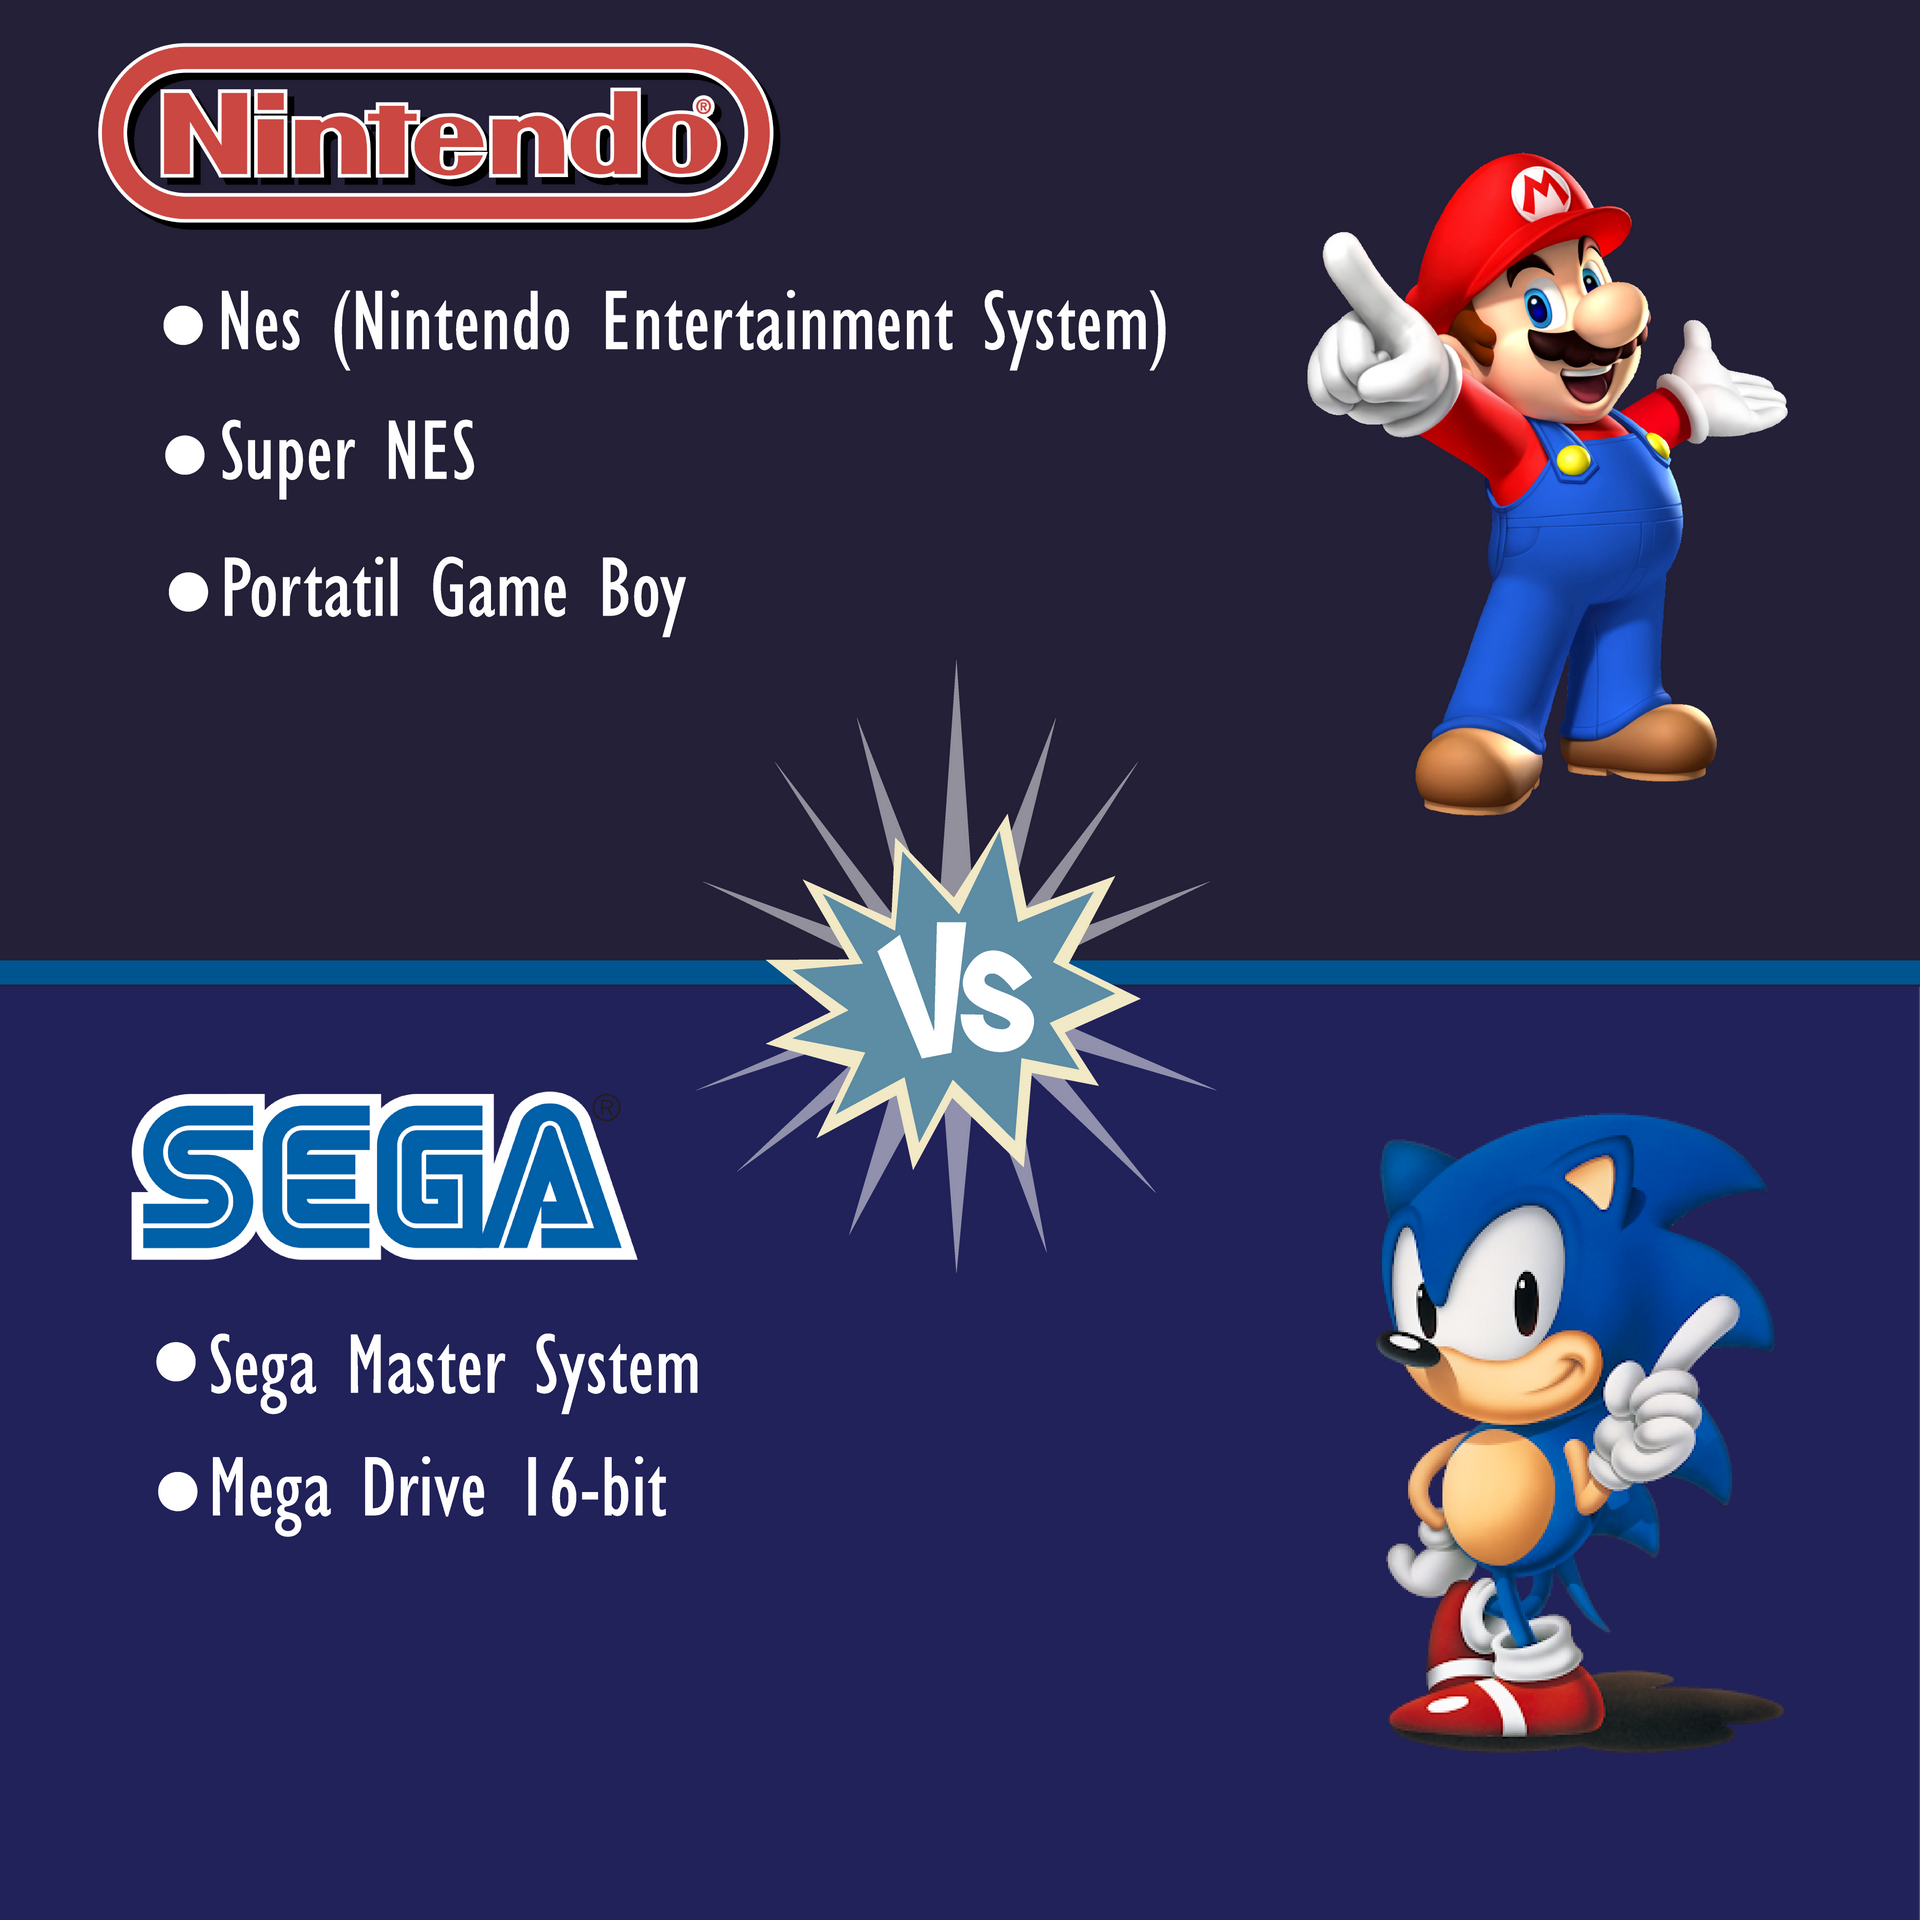 Nintendo®
M
Nes (Nintendo Entertainment System)
Super NES
Portatil Game Boy
Vs
SEGA®
Sega Master System
Mega Drive 16-bit